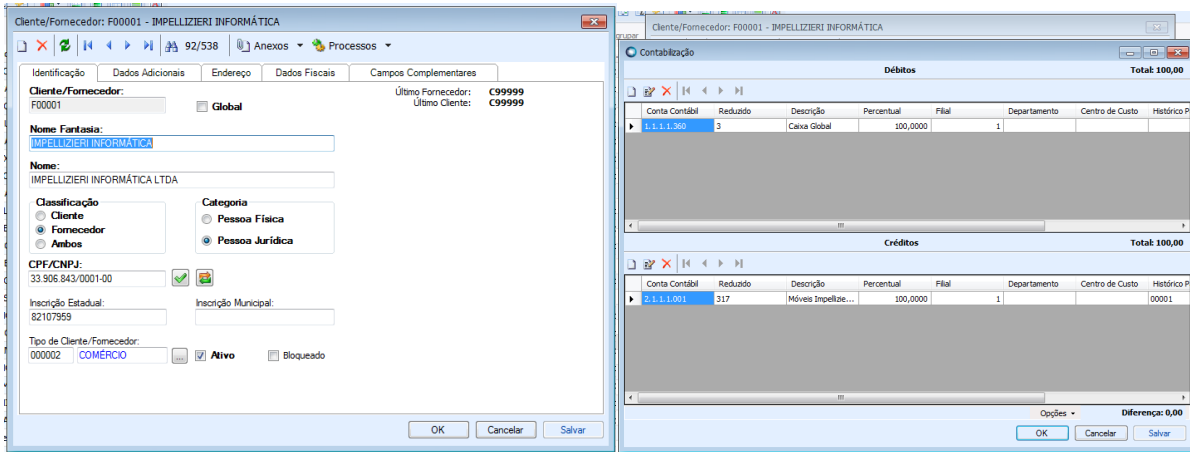 Cliente/Fornecedor: F00001 - IMPELLIZIERI INFORMÁTICA
92/538 Anexos Processos
Identificação Dados Adicionais Endereço Dados Fiscais Campos Complementares
Cliente/Fornecedor:
F00001
Global
Último Fornecedor: C99999
Último Cliente: C99999
Nome Fantasia:
IMPELLIZIERI INFORMÁTICA
Nome:
IMPELLIZIERI INFORMÁTICA LTDA
Classificação
Cliente
Fornecedor
Ambos
Categoria
Pessoa Física
Pessoa Jurídica
CPF/CNPJ:
33.906.843/0001-00
Inscrição Estadual: Inscrição Municipal:
82107959
Tipo de Cliente/Fornecedor:
000002 COMÉRCIO ... Ativo Bloqueado
OK Cancelar Salvar
rupar
Cliente/Fornecedor: F00001 - IMPELLIZIERI INFORMÁTICA
Contabilização
Débitos Total: 100,00
Conta Contábil Reduzido Descrição Percentual Filial Departamento Centro de Custo Histórico P
1.1.1.1.360 3 Caixa Global 100,0000 1
Créditos Total: 100,00
Conta Contábil Reduzido Descrição Percentual Filial Departamento Centro de Custo Histórico P
2.1.1.1.001 317 Móveis Impellizie... 100,0000 1 00001
Opções Diferença: 0,00
OK Cancelar Salvar